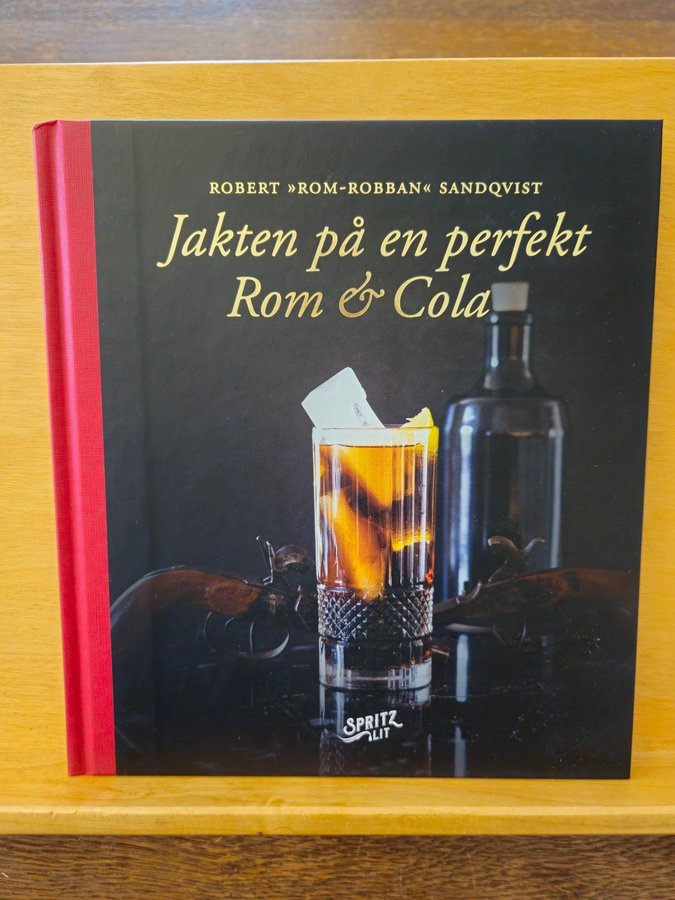 ROBERT »ROM-ROBBAN« SANDQVIST
Jakten på en perfekt
Rom & Cola
SPRITZ
LIT